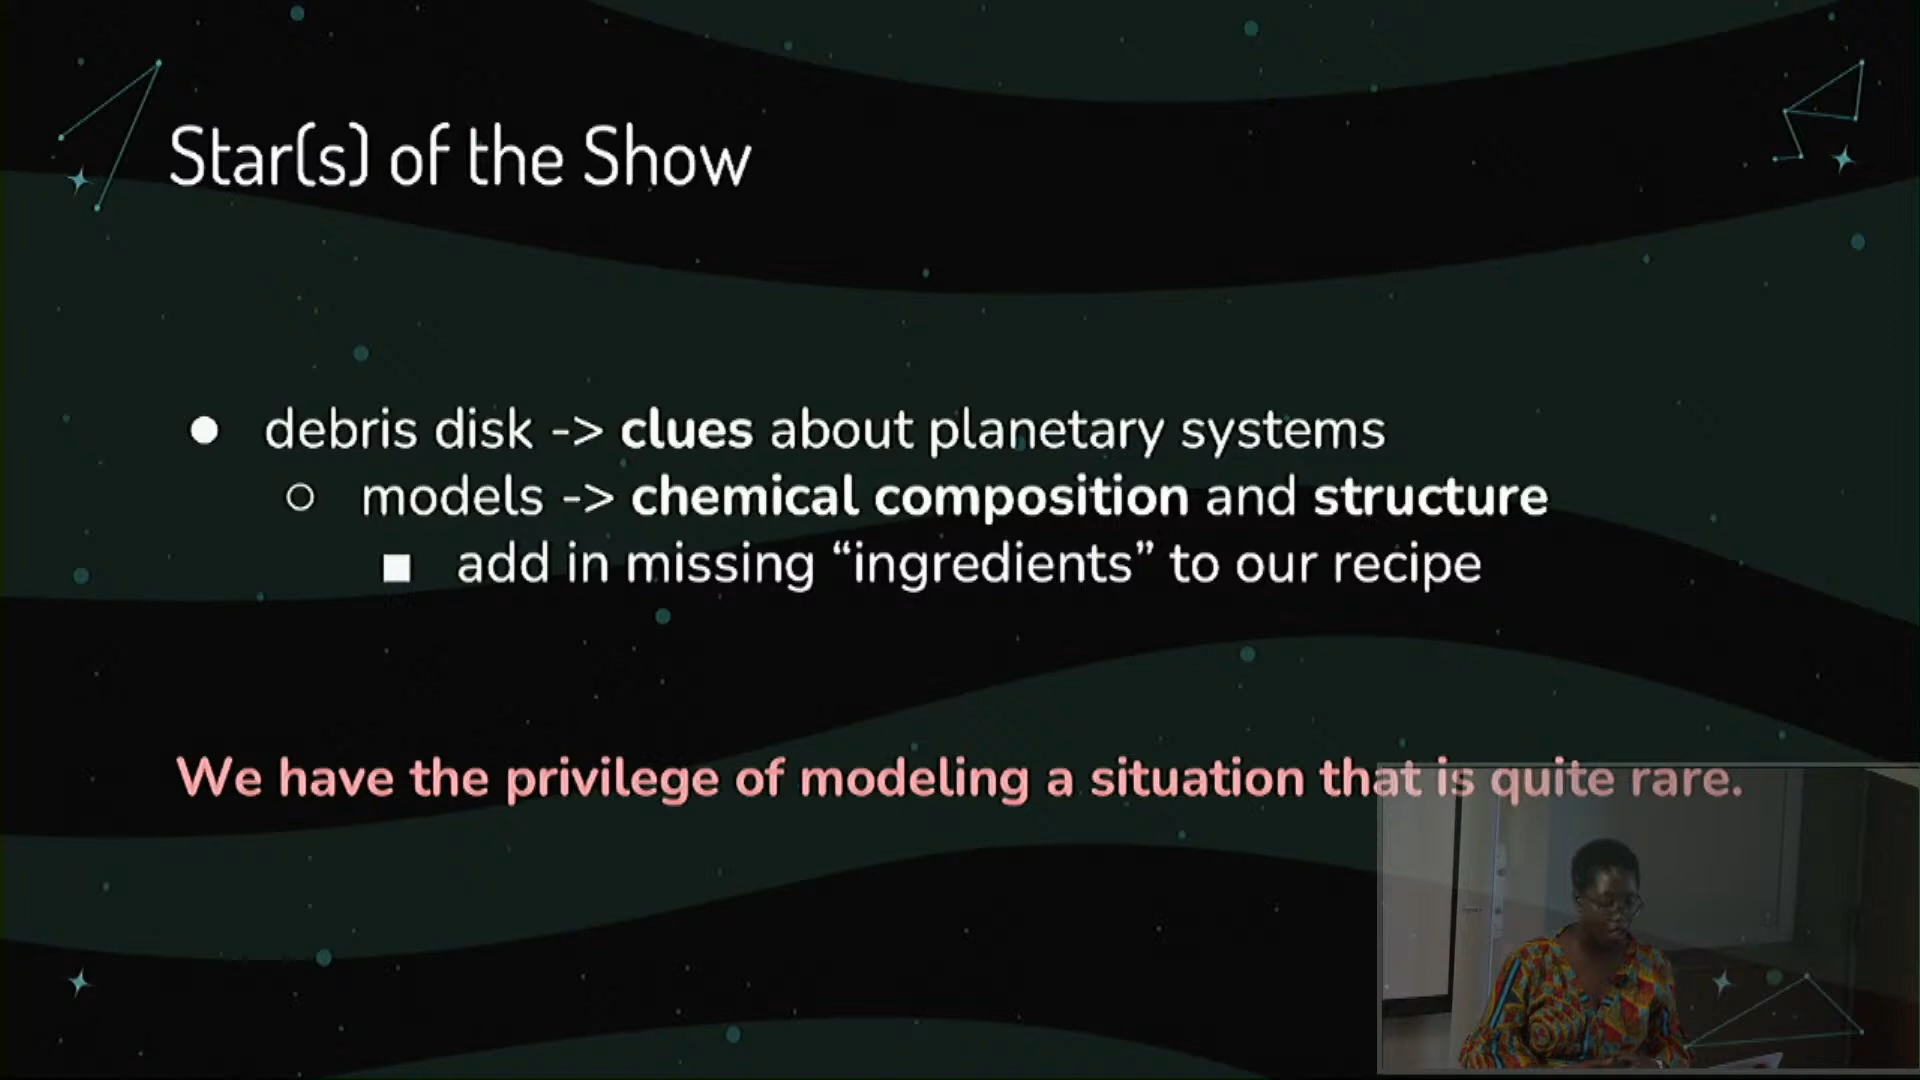 Star(s) of the Show
● debris disk -> clues about planetary systems
○ models -> chemical composition and structure
■ add in missing “ingredients” to our recipe
We have the privilege of modeling a situation that is quite rare.